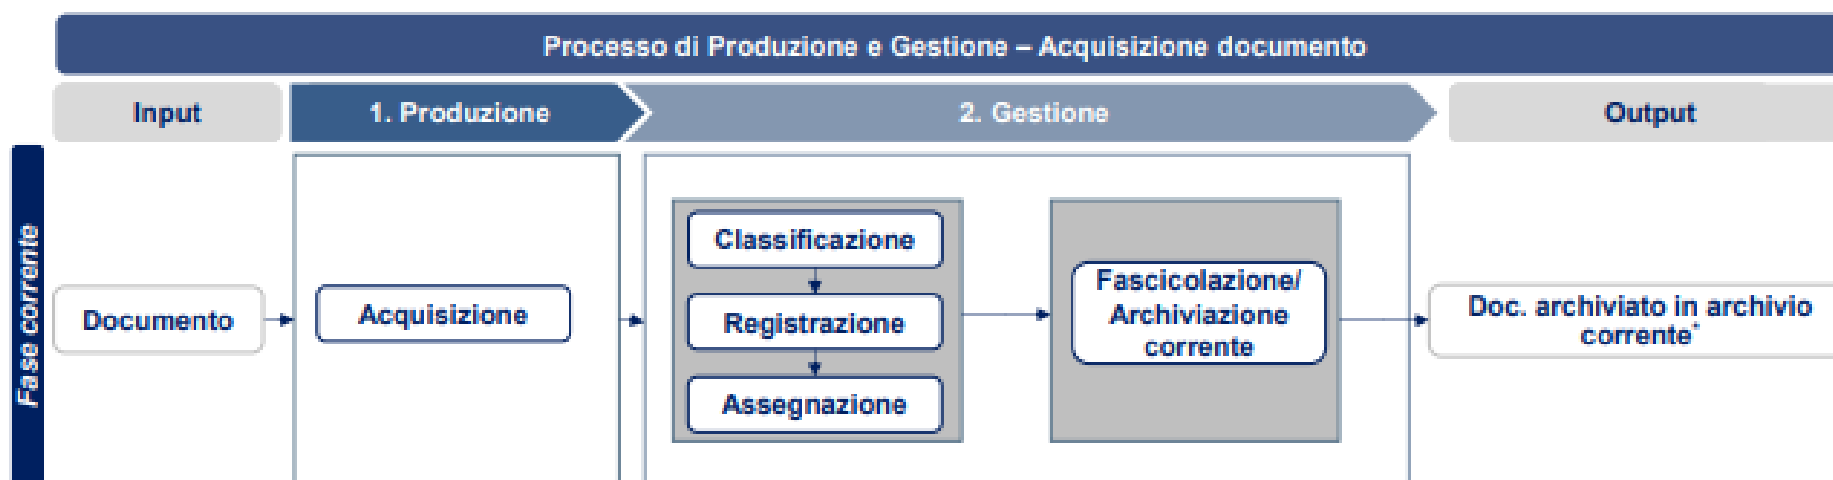 Processo di Produzione e Gestione – Acquisizione documento
Input
1. Produzione
2. Gestione
Output
Fase corrente
Documento
Acquisizione
Classificazione
Registrazione
Assegnazione
Fascicolazione/
Archiviazione
corrente
Doc. archiviato in archivio
corrente*